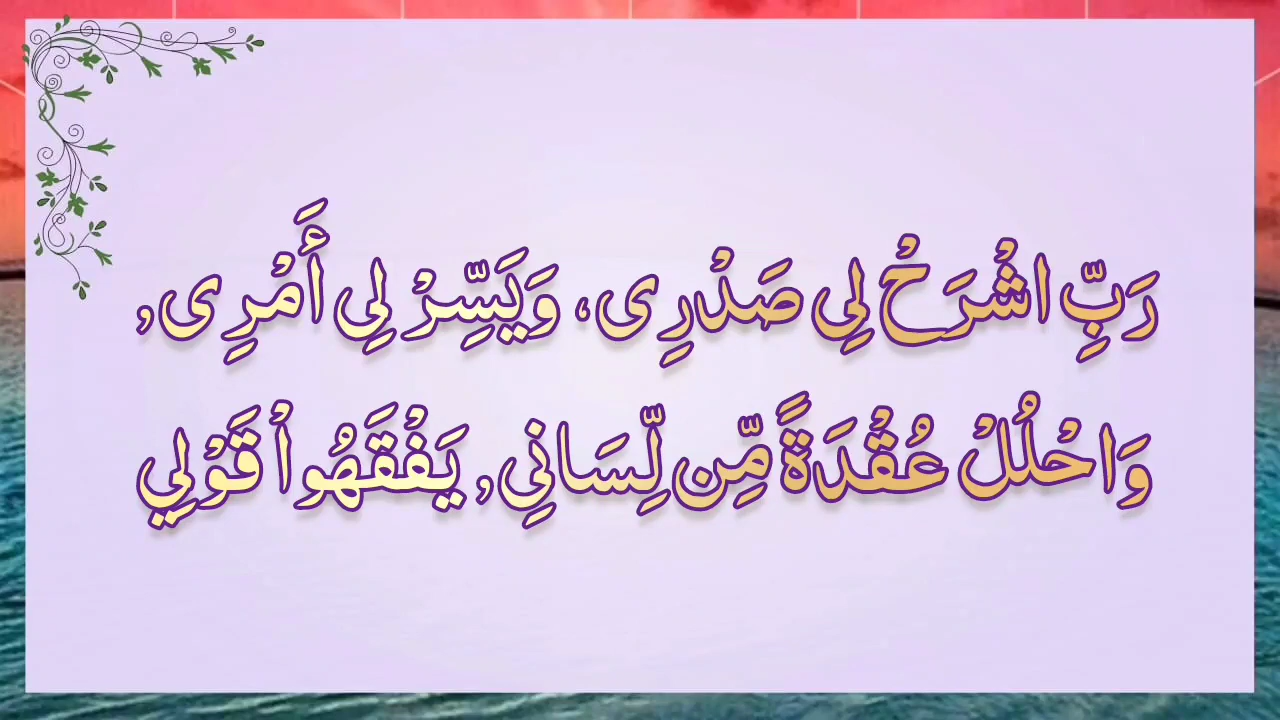 رَبِّ اشْرَحْ لِي صَدْرِى، وَيَسِّرْ لِي أَمْرِى,
وَاحْلُلْ عُقْدَةً مِّن لِّسَانِي, يَفْقَهُواْ قَوْلِي